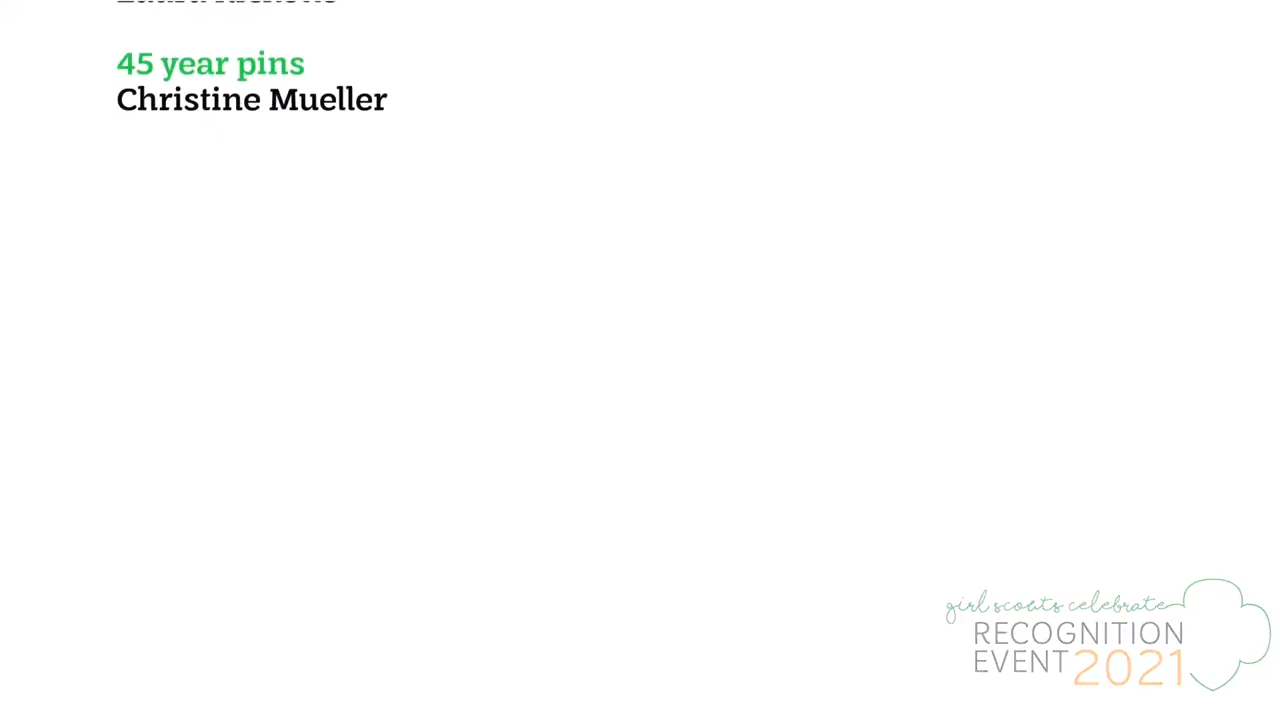 45 year pins
Christine Mueller
girl scouts celebrate
RECOGNITION
EVENT 2021